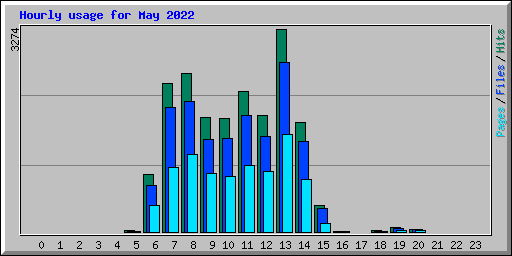 Hourly usage for May 2022
3274
Pages/Files/Hits
0 1 2 3 4 5 6 7 8 9 10 11 12 13 14 15 16 17 18 19 20 21 22 23